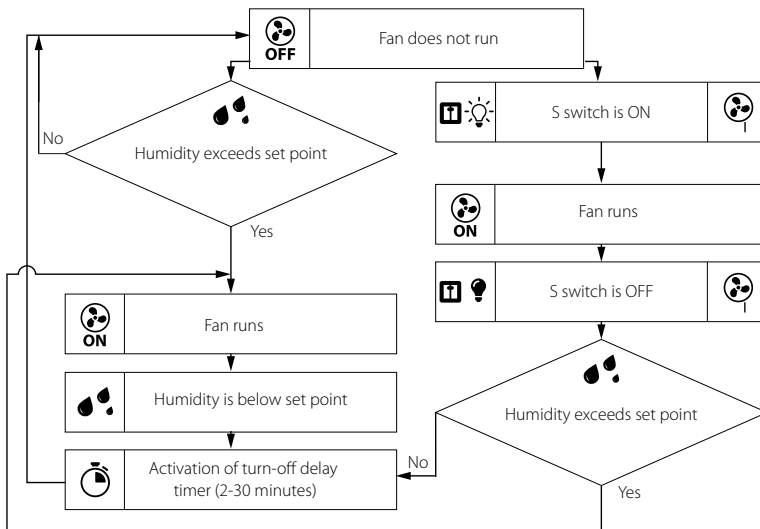 OFF
Fan does not run
No
Humidity exceeds set point
Yes
ON
Fan runs
Humidity is below set point
Activation of turn-off delay
timer (2-30 minutes)
S switch is ON
ON
Fan runs
S switch is OFF
Humidity exceeds set point
No
Yes